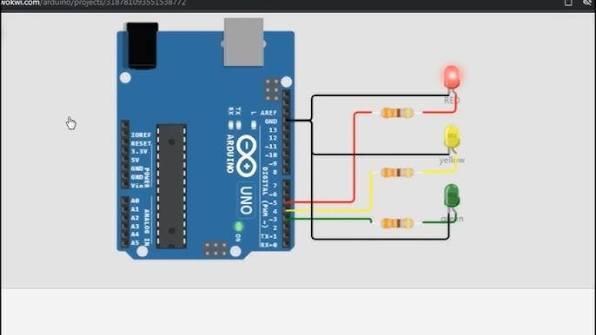 wokwi.com/arduino/projects/318781093551538772
RX TX L
AREF
GND
13
12
~11
~10
~9
8
7
~6
~5
4
~3
2
TX→1
RX←0
DIGITAL (PWM ~)
ARDUINO
UNO
ON
IOREF
RESET
3.3V
5V
GND
GND
Vin
POWER
A0
A1
A2
A3
A4
A5
ANALOG IN
RED
yellow
green